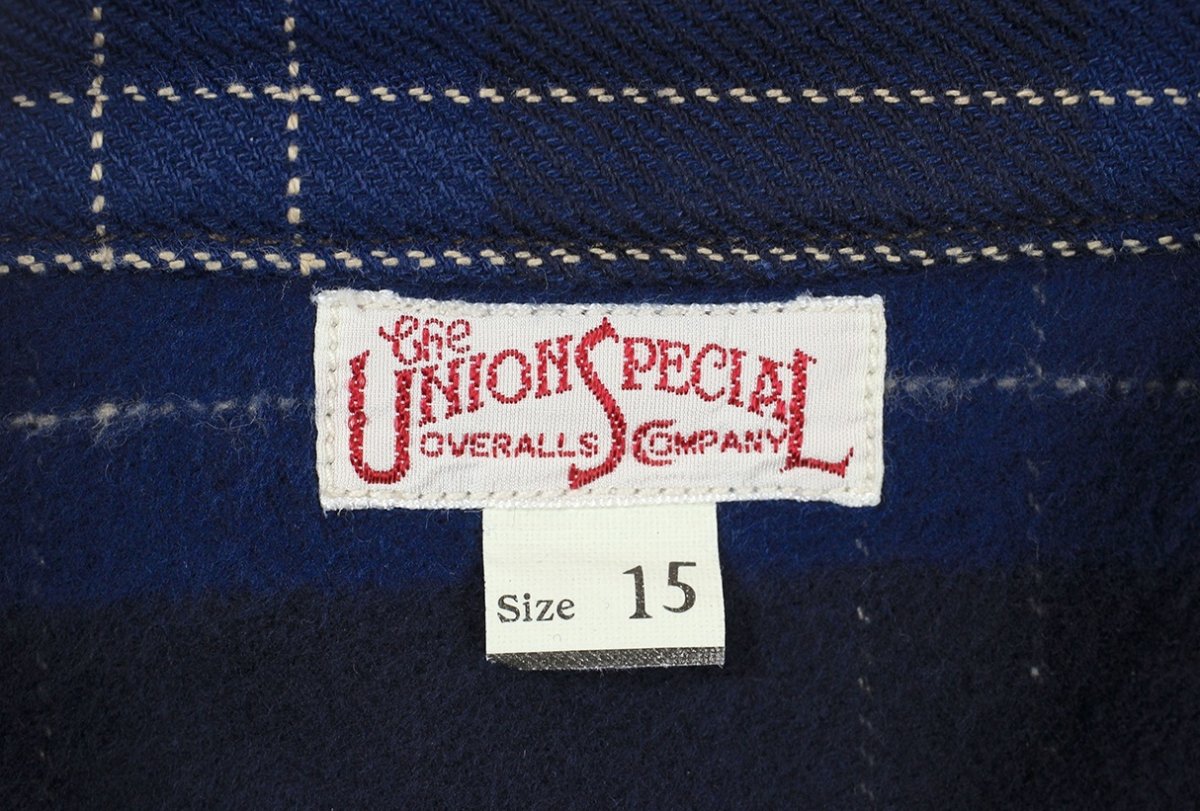 The
UNION SPECIAL
OVERALLS COMPANY
Size 15